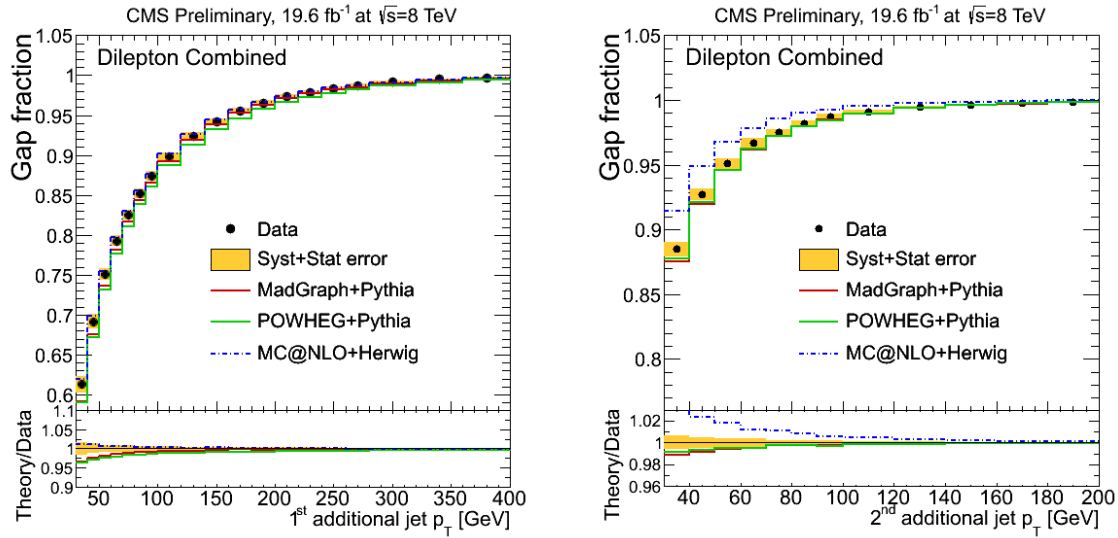 CMS Preliminary, 19.6 fb⁻¹ at √s=8 TeV
Dilepton Combined
Gap fraction
1.05
1
0.95
0.9
0.85
0.8
0.75
0.7
0.65
0.6
Data
Syst+Stat error
MadGraph+Pythia
POWHEG+Pythia
MC@NLO+Herwig
Theory/Data
1.1
1.05
1
0.95
0.9
50 100 150 200 250 300 350 400
1st additional jet pT [GeV]
CMS Preliminary, 19.6 fb⁻¹ at √s=8 TeV
Dilepton Combined
Gap fraction
1.05
1
0.95
0.9
0.85
0.8
Data
Syst+Stat error
MadGraph+Pythia
POWHEG+Pythia
MC@NLO+Herwig
Theory/Data
1.02
1
0.98
0.96
40 60 80 100 120 140 160 180 200
2nd additional jet pT [GeV]